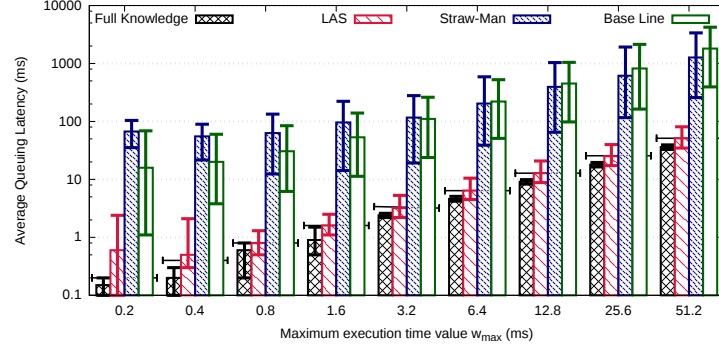 Full Knowledge LAS Straw-Man Base Line
10000
1000
100
10
1
0.1
Average Queuing Latency (ms)
0.2 0.4 0.8 1.6 3.2 6.4 12.8 25.6 51.2
Maximum execution time value wmax (ms)